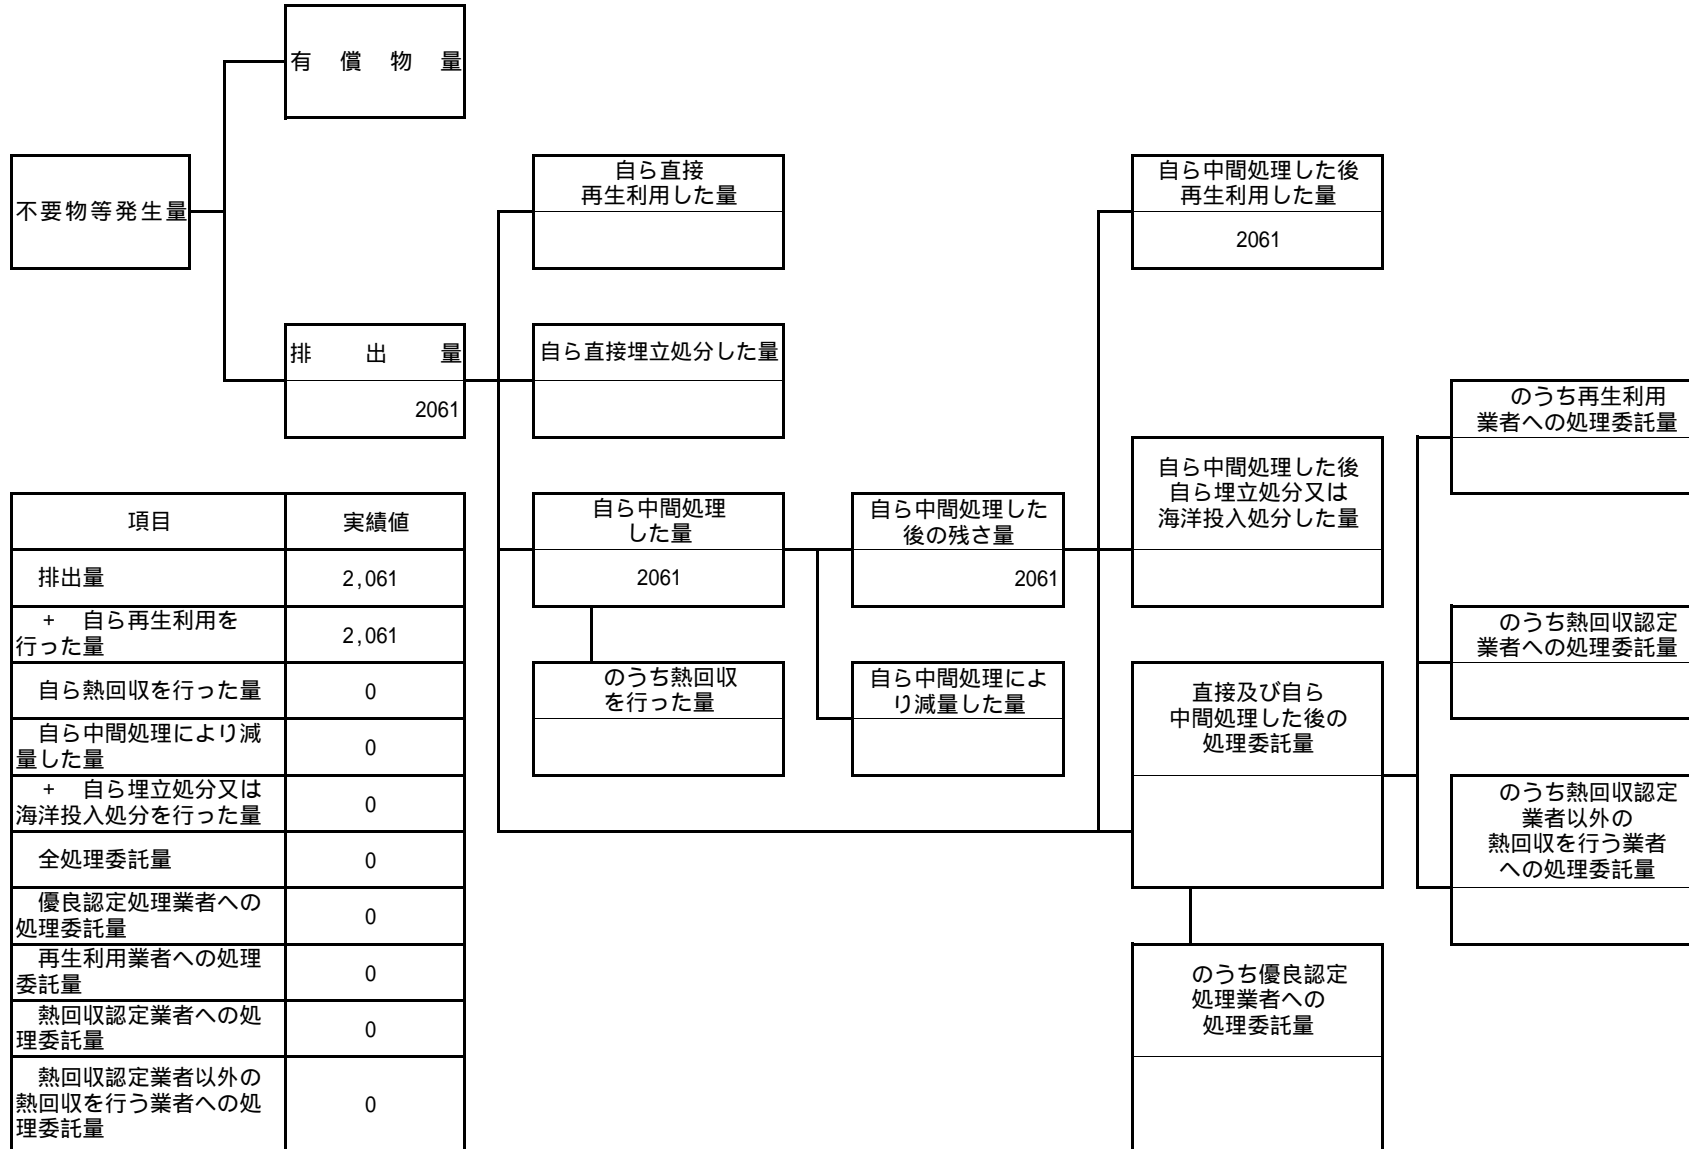 有 償 物 量
不要物等発生量
自ら直接
再生利用した量
自ら中間処理した後
再生利用した量
2061
排 出 量
2061
自ら直接埋立処分した量
のうち再生利用
業者への処理委託量
自ら中間処理した後
自ら埋立処分又は
海洋投入処分した量
自ら中間処理
した量
2061
自ら中間処理した
後の残さ量
2061
のうち熱回収認定
業者への処理委託量
のうち熱回収
を行った量
自ら中間処理によ
り減量した量
直接及び自ら
中間処理した後の
処理委託量
のうち熱回収認定
業者以外の
熱回収を行う業者
への処理委託量
のうち優良認定
処理業者への
処理委託量
項目 実績値
排出量 2,061
+ 自ら再生利用を
行った量 2,061
自ら熱回収を行った量 0
自ら中間処理により減
量した量 0
+ 自ら埋立処分又は
海洋投入処分を行った量 0
全処理委託量 0
優良認定処理業者への
処理委託量 0
再生利用業者への処理
委託量 0
熱回収認定業者への処
理委託量 0
熱回収認定業者以外の
熱回収を行う業者への処
理委託量 0